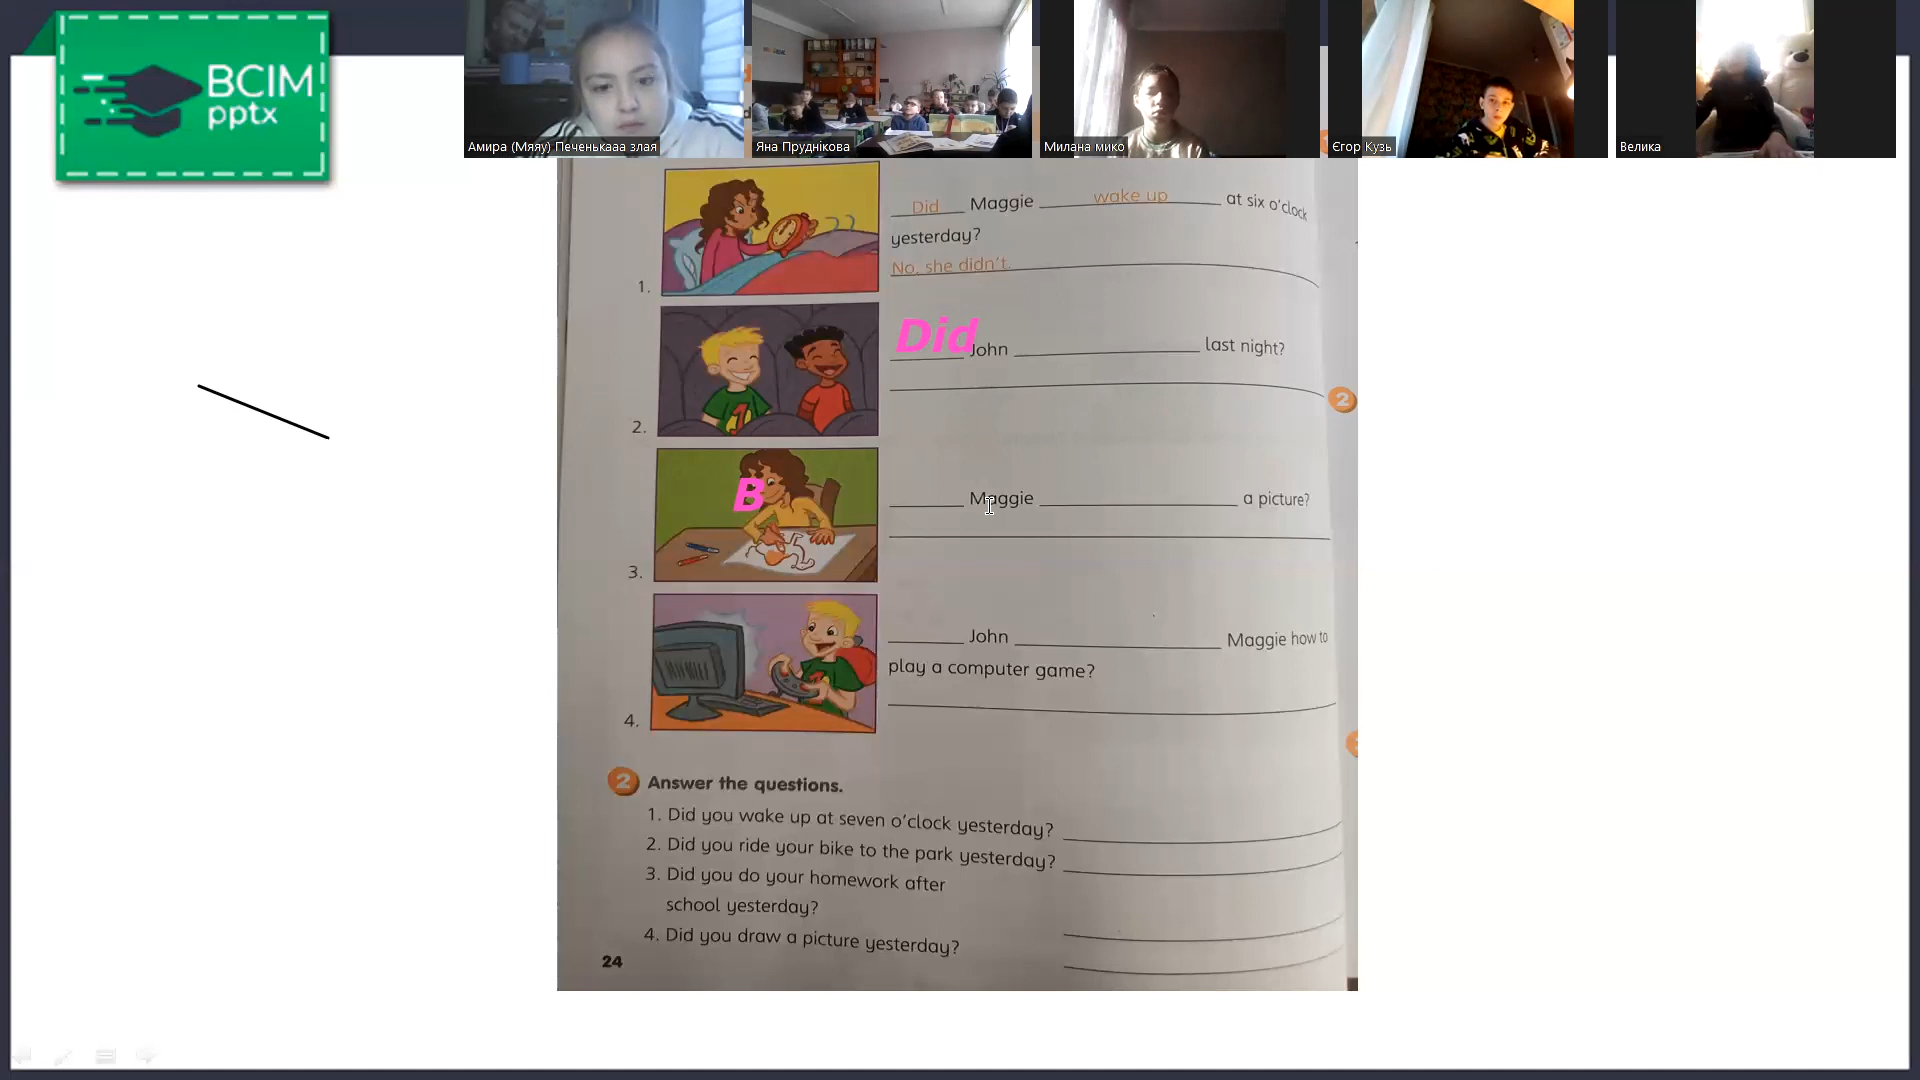 BCIM
pptx
Амира (Мяяу) Печенькааа злая
Яна Пруднікова
Милана мико
Єгор Кузь
Велика
1.
Did Maggie wake up at six o'clock
yesterday?
No, she didn't.
2.
Did John last night?
2
3.
B
Maggie a picture?
4.
John Maggie how to
play a computer game?
2 Answer the questions.
1. Did you wake up at seven o'clock yesterday?
2. Did you ride your bike to the park yesterday?
3. Did you do your homework after
school yesterday?
4. Did you draw a picture yesterday?
24